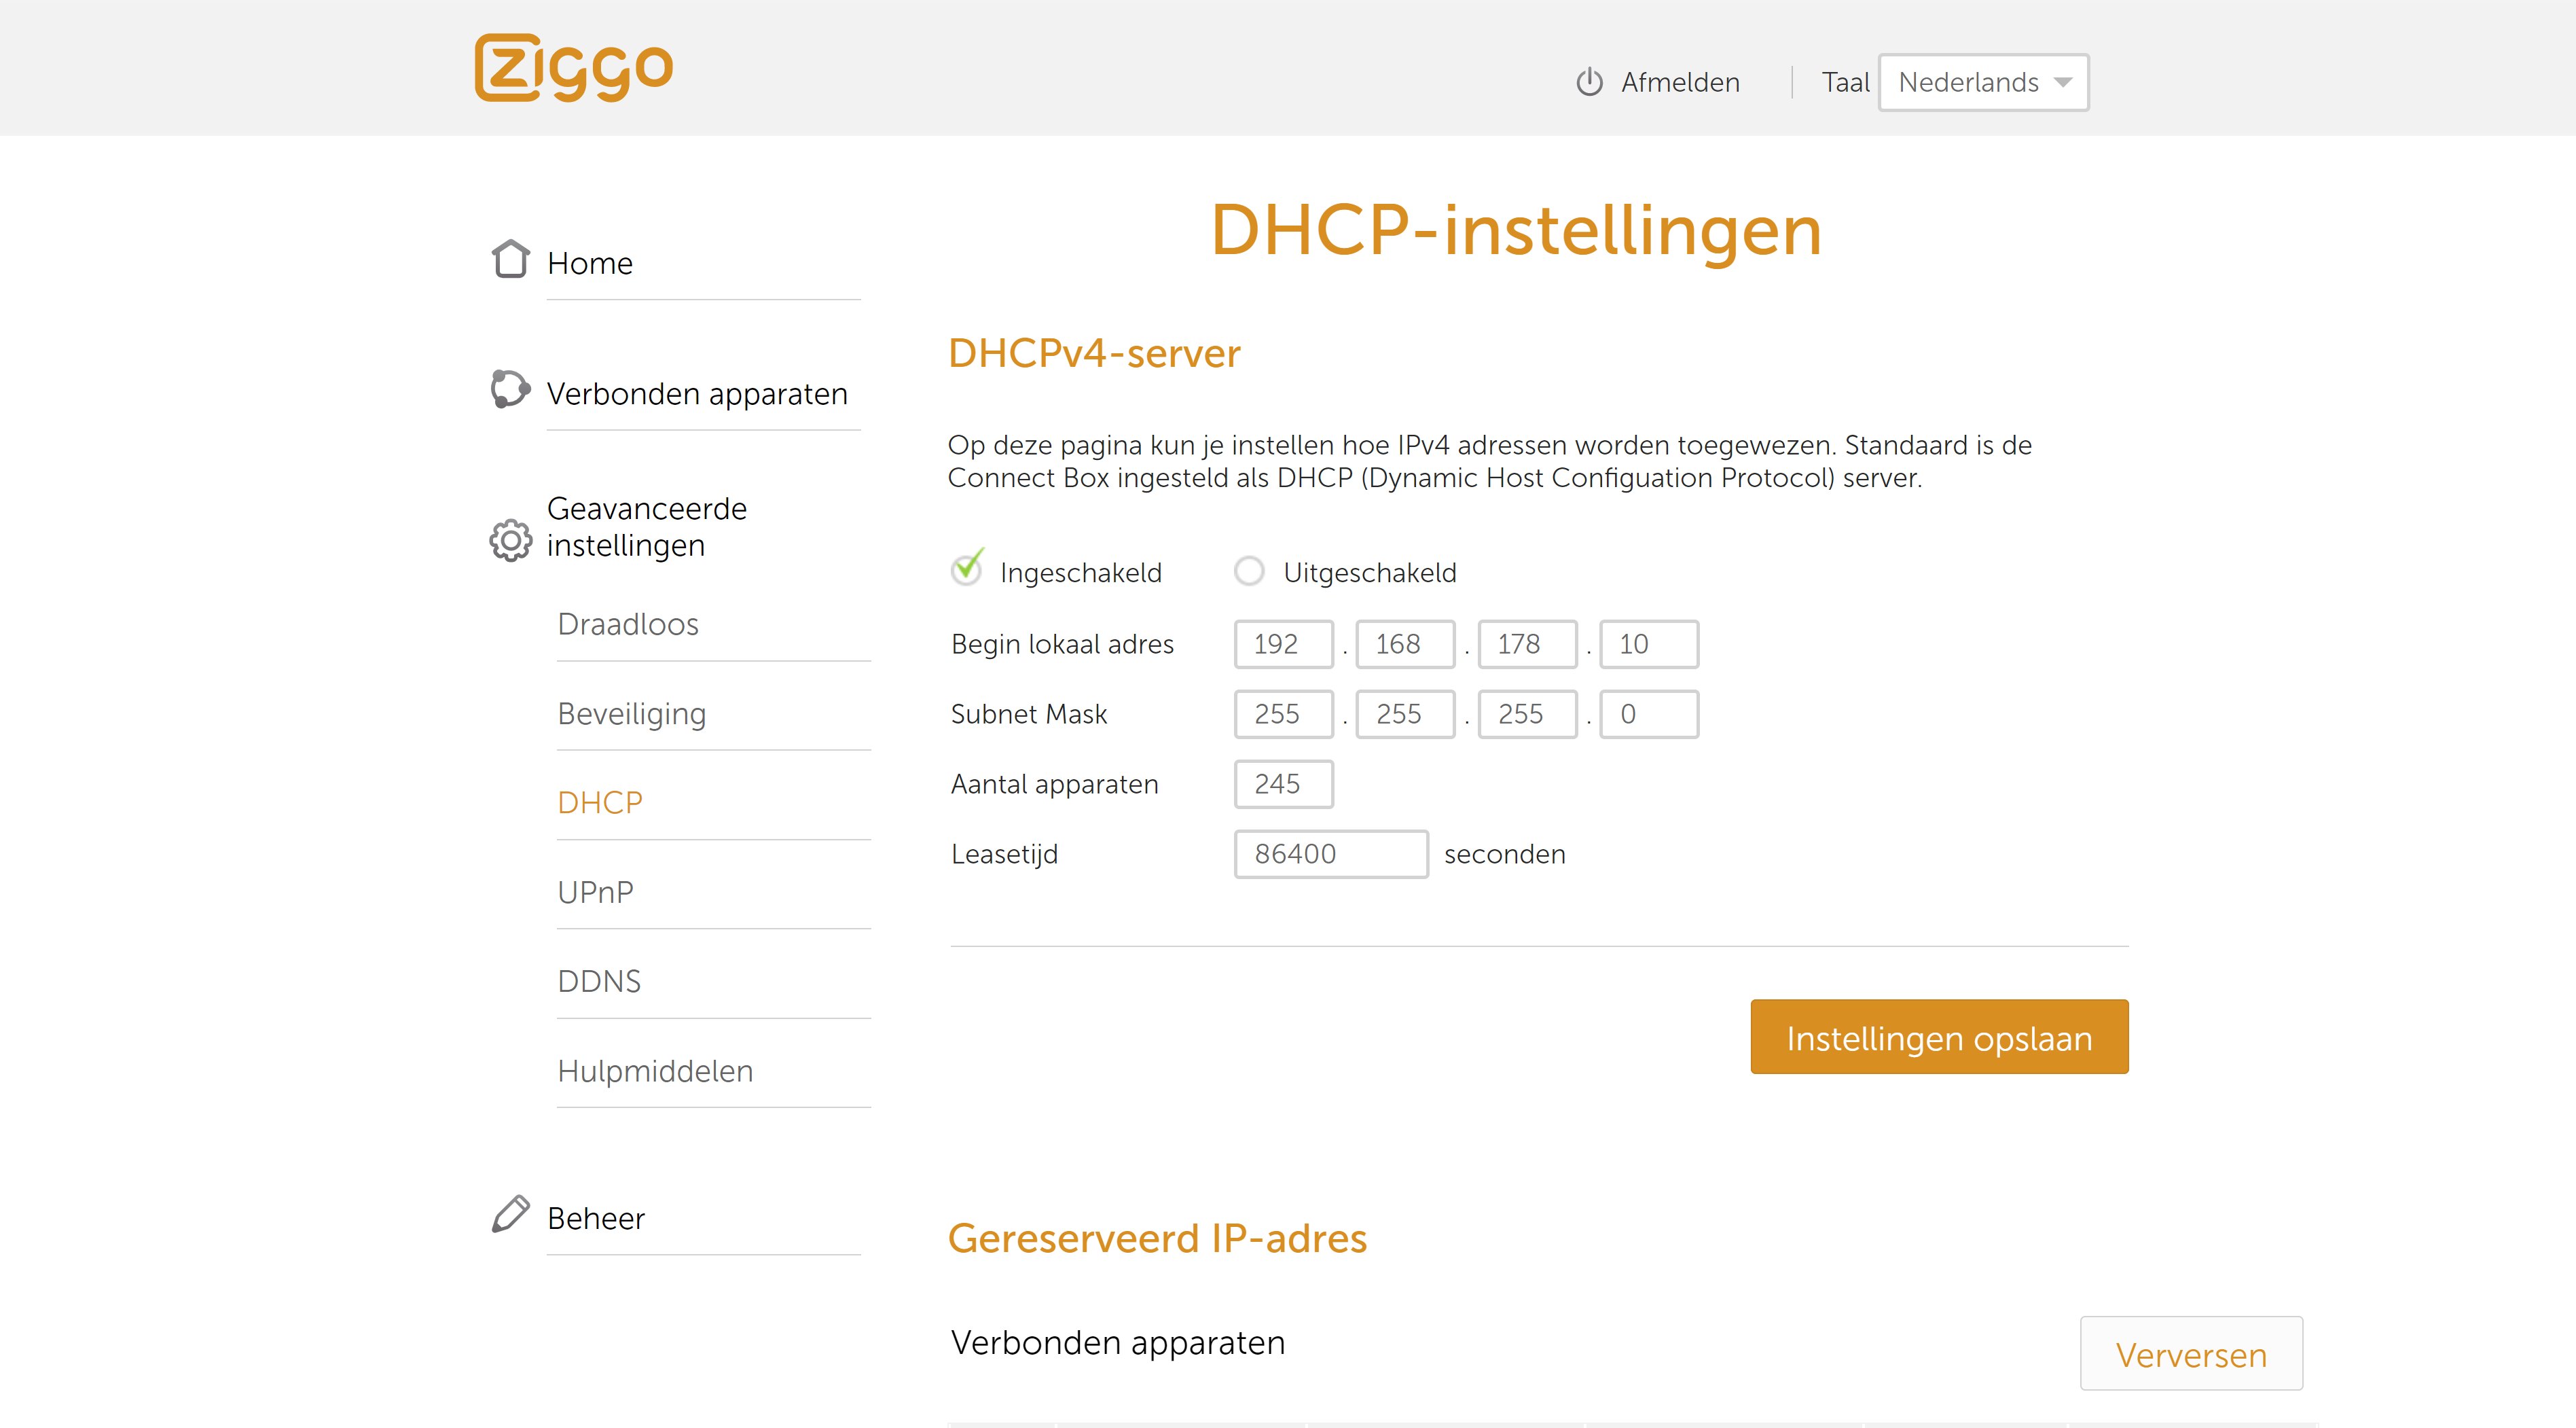 Ziggo
Afmelden
Taal
Nederlands
DHCP-instellingen
Home
Verbonden apparaten
Geavanceerde
instellingen
Draadloos
Beveiliging
DHCP
UPnP
DDNS
Hulpmiddelen
Beheer
DHCPv4-server
Op deze pagina kun je instellen hoe IPv4 adressen worden toegewezen. Standaard is de
Connect Box ingesteld als DHCP (Dynamic Host Configuation Protocol) server.
Ingeschakeld Uitgeschakeld
Begin lokaal adres 192 . 168 . 178 . 10
Subnet Mask 255 . 255 . 255 . 0
Aantal apparaten 245
Leasetijd 86400 seconden
Instellingen opslaan
Gereserveerd IP-adres
Verbonden apparaten
Verversen